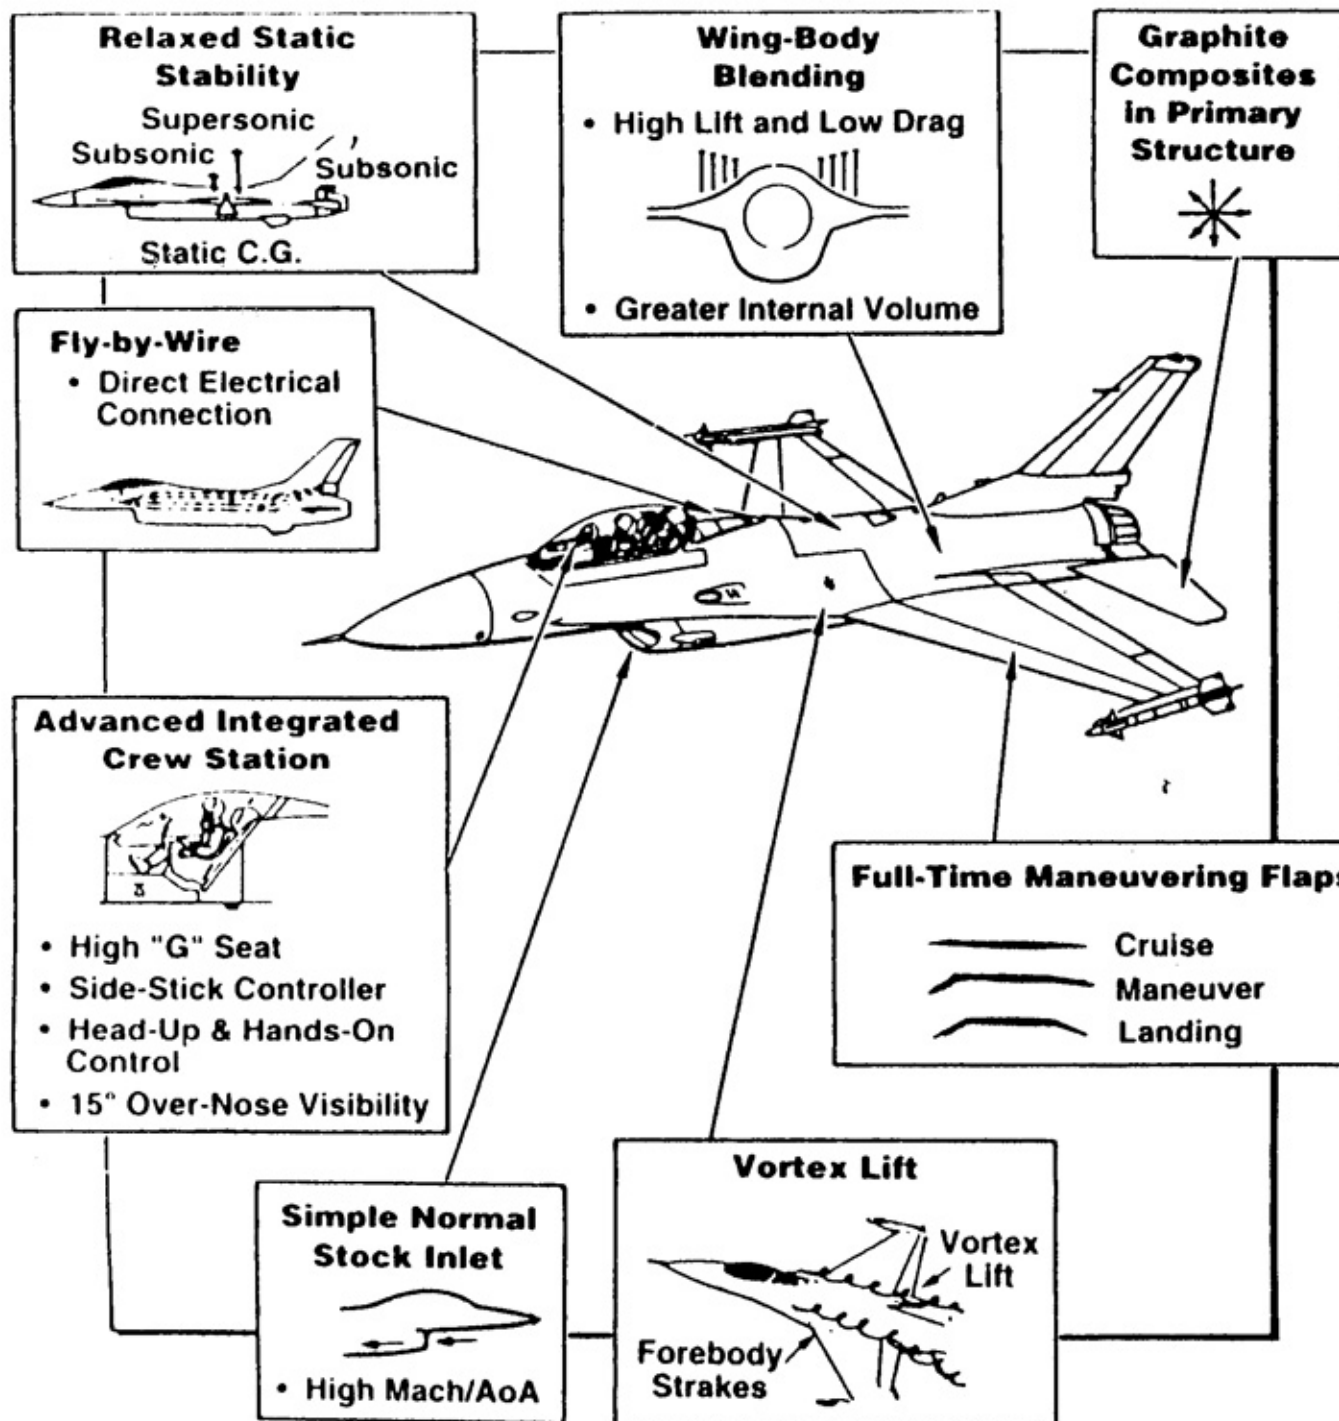 Relaxed Static
Stability
Supersonic
Subsonic
Subsonic
Static C.G.
Wing-Body
Blending
• High Lift and Low Drag
• Greater Internal Volume
Graphite
Composites
in Primary
Structure
Fly-by-Wire
• Direct Electrical
Connection
Advanced Integrated
Crew Station
• High "G" Seat
• Side-Stick Controller
• Head-Up & Hands-On
Control
• 15° Over-Nose Visibility
Full-Time Maneuvering Flaps
Cruise
Maneuver
Landing
Simple Normal
Stock Inlet
• High Mach/AoA
Vortex Lift
Vortex
Lift
Forebody
Strakes